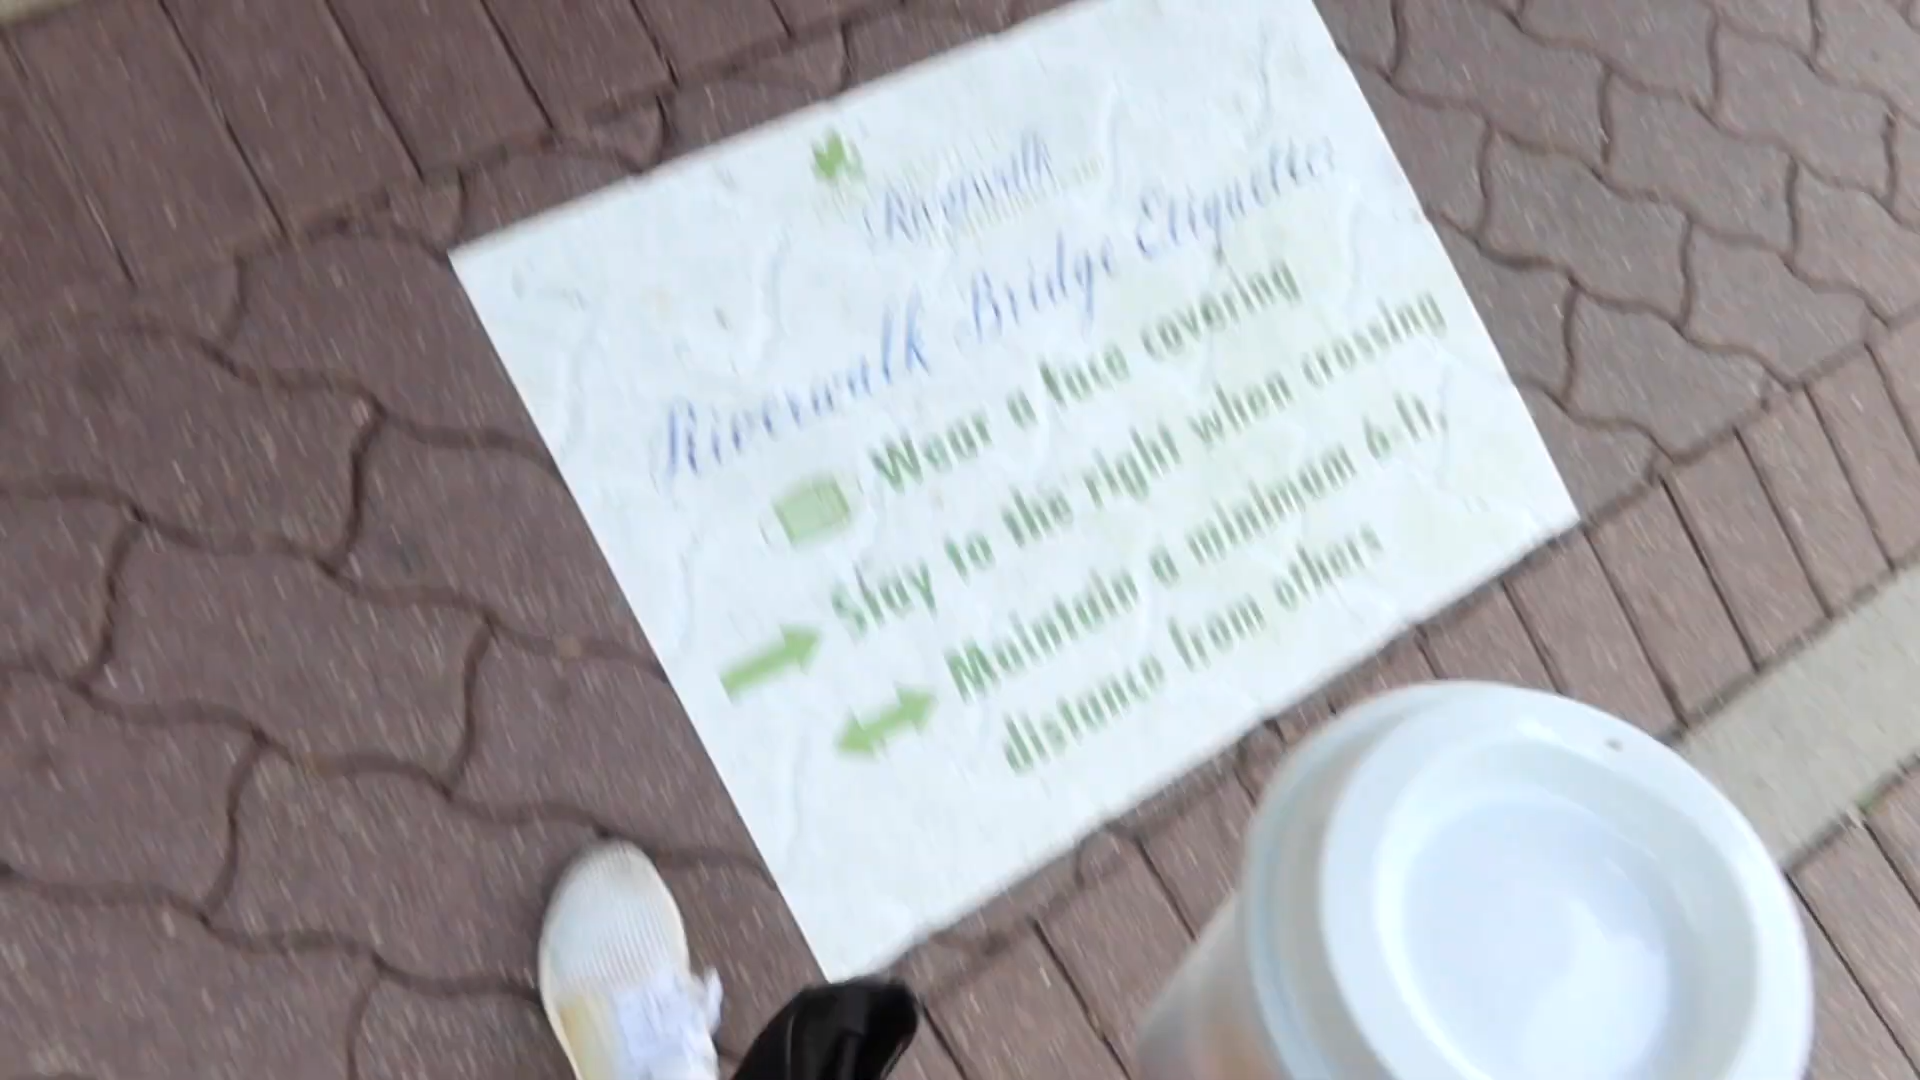 Riverwalk
Riverwalk Bridge Etiquette
Wear a face covering
Stay to the right when crossing
Maintain a minimum 6-ft.
distance from others